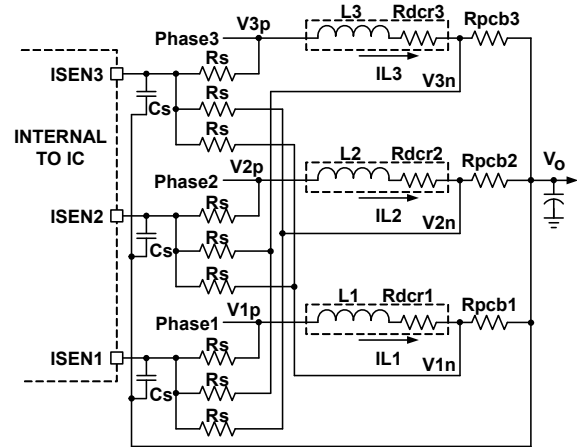 V3p L3 Rdcr3 Rpcb3
Phase3
Rs
ISEN3
IL3
V3n
Cs
Rs
Rs
INTERNAL
TO IC
V2p L2 Rdcr2 Rpcb2 Vo
Phase2
Rs
ISEN2
IL2
V2n
Cs
Rs
Rs
V1p L1 Rdcr1 Rpcb1
Phase1
Rs
ISEN1
IL1
V1n
Cs
Rs
Rs